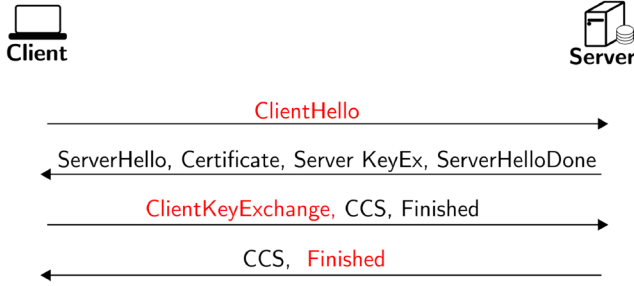 Client
Server
ClientHello
ServerHello, Certificate, Server KeyEx, ServerHelloDone
ClientKeyExchange, CCS, Finished
CCS, Finished